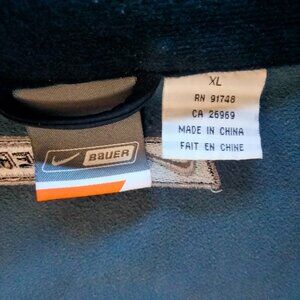 BAUER
XL
RN 91748
CA 26969
MADE IN CHINA
FAIT EN CHINE